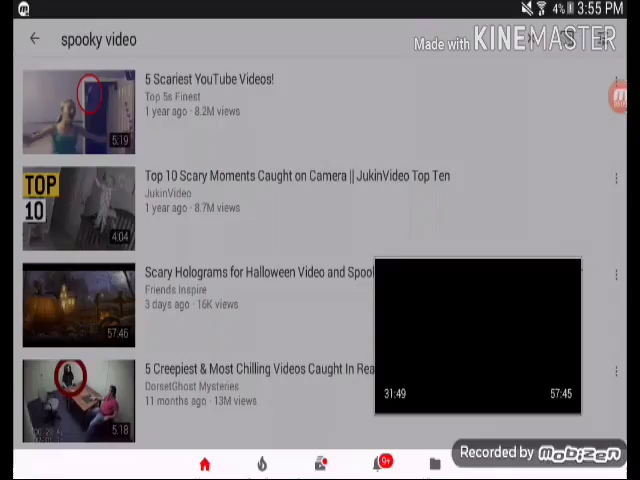 4% 3:55 PM
spooky video
Made with KINEMASTER
5 Scariest YouTube Videos!
Top 5s Finest
1 year ago · 8.2M views
5:19
Top 10 Scary Moments Caught on Camera || JukinVideo Top Ten
JukinVideo
1 year ago · 8.7M views
TOP
10
4:04
Scary Holograms for Halloween Video and Spool
Friends Inspire
3 days ago · 16K views
57:46
31:49
57:45
5 Creepiest & Most Chilling Videos Caught In Rea
DorsetGhost Mysteries
11 months ago · 13M views
5:18
9+
Recorded by mobizen